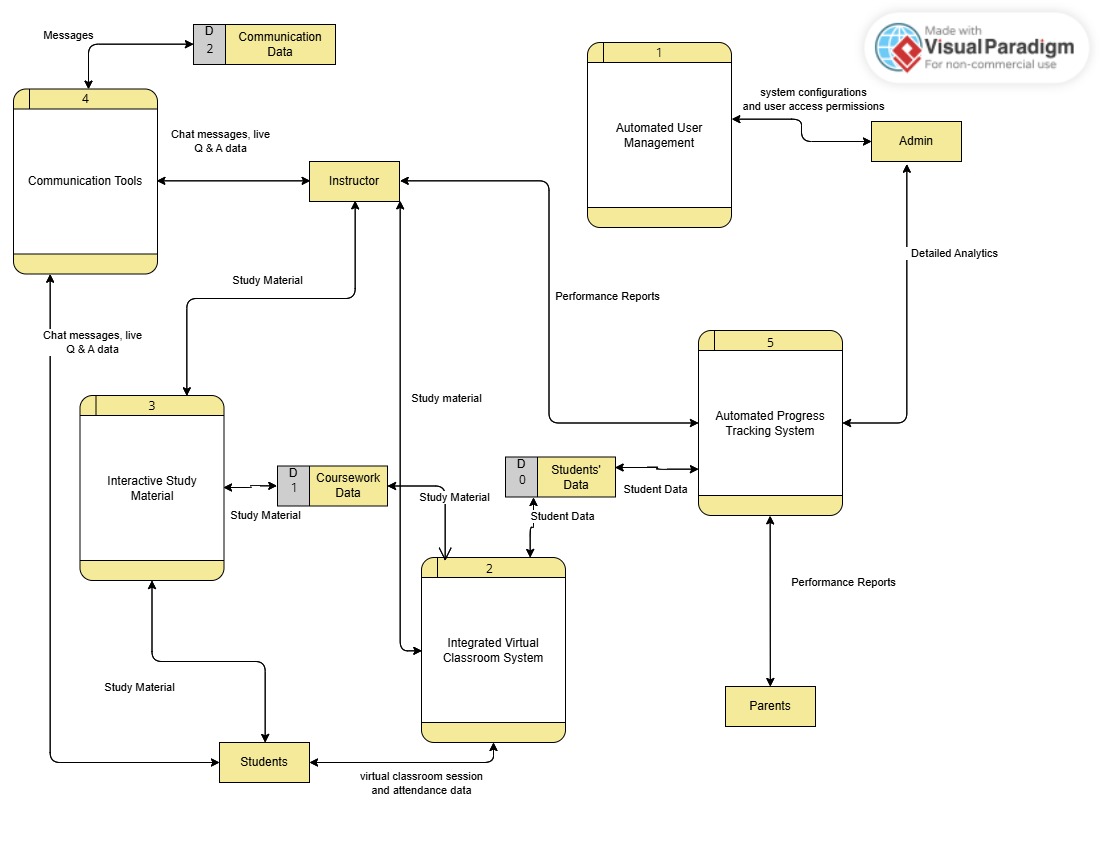 Made with
VisualParadigm
For non-commercial use
Messages
D
2
Communication
Data
4
Communication Tools
Chat messages, live
Q & A data
Instructor
1
Automated User
Management
system configurations
and user access permissions
Admin
Detailed Analytics
Study Material
Performance Reports
Chat messages, live
Q & A data
Study material
5
Automated Progress
Tracking System
3
Interactive Study
Material
D
1
Coursework
Data
Study Material
Study Material
D
0
Students'
Data
Student Data
Student Data
2
Integrated Virtual
Classroom System
Performance Reports
Parents
Study Material
Students
virtual classroom session
and attendance data